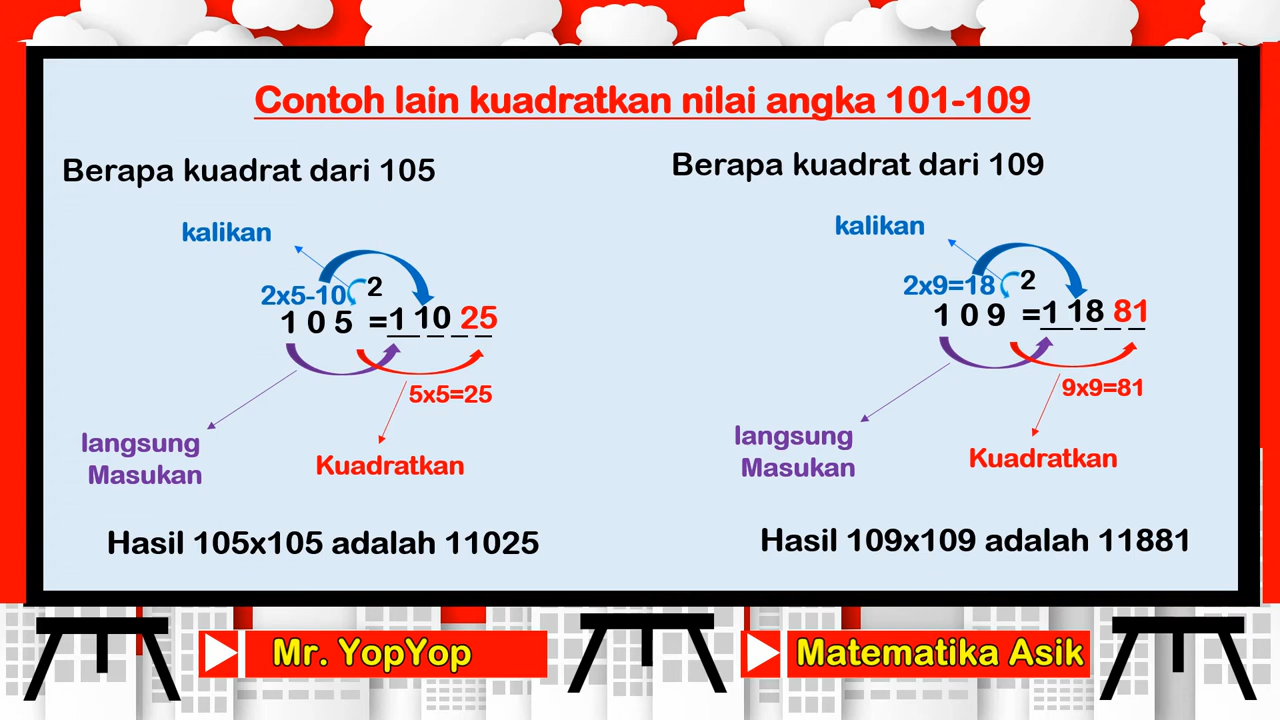 Contoh lain kuadratkan nilai angka 101-109
Berapa kuadrat dari 105
kalikan
2x5-10
2
1 0 5 =1 10 25
5x5=25
langsung
Masukan
Kuadratkan
Hasil 105x105 adalah 11025
Berapa kuadrat dari 109
kalikan
2x9=18
2
1 0 9 =1 18 81
9x9=81
langsung
Masukan
Kuadratkan
Hasil 109x109 adalah 11881
Mr. YopYop
Matematika Asik